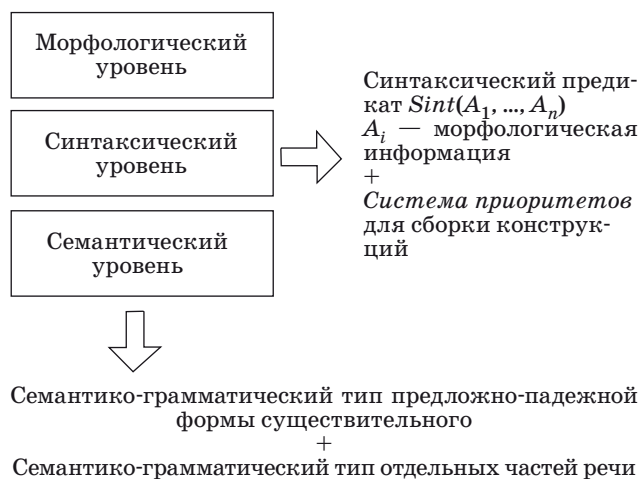 Морфологический
уровень
Синтаксический
уровень
Семантический
уровень
Синтаксический преди-
кат Sint(A1, ..., An)
Ai — морфологическая
информация
+
Система приоритетов
для сборки конструк-
ций
Семантико-грамматический тип предложно-падежной
формы существительного
+
Семантико-грамматический тип отдельных частей речи